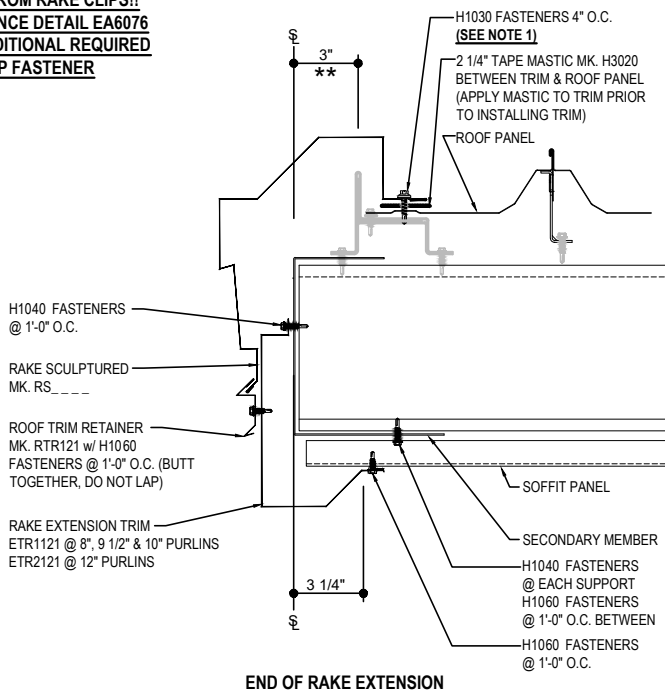 ROM RAKE CLIPS!!
NCE DETAIL EA6076
DITIONAL REQUIRED
P FASTENER
℄
3"
**
H1030 FASTENERS 4" O.C.
(SEE NOTE 1)
2 1/4" TAPE MASTIC MK. H3020
BETWEEN TRIM & ROOF PANEL
(APPLY MASTIC TO TRIM PRIOR
TO INSTALLING TRIM)
ROOF PANEL
H1040 FASTENERS
@ 1'-0" O.C.
RAKE SCULPTURED
MK. RS_ _ _ _
ROOF TRIM RETAINER
MK. RTR121 w/ H1060
FASTENERS @ 1'-0" O.C. (BUTT
TOGETHER, DO NOT LAP)
RAKE EXTENSION TRIM
ETR1121 @ 8", 9 1/2" & 10" PURLINS
ETR2121 @ 12" PURLINS
SOFFIT PANEL
SECONDARY MEMBER
H1040 FASTENERS
@ EACH SUPPORT
H1060 FASTENERS
@ 1'-0" O.C. BETWEEN
H1060 FASTENERS
@ 1'-0" O.C.
3 1/4"
℄
END OF RAKE EXTENSION